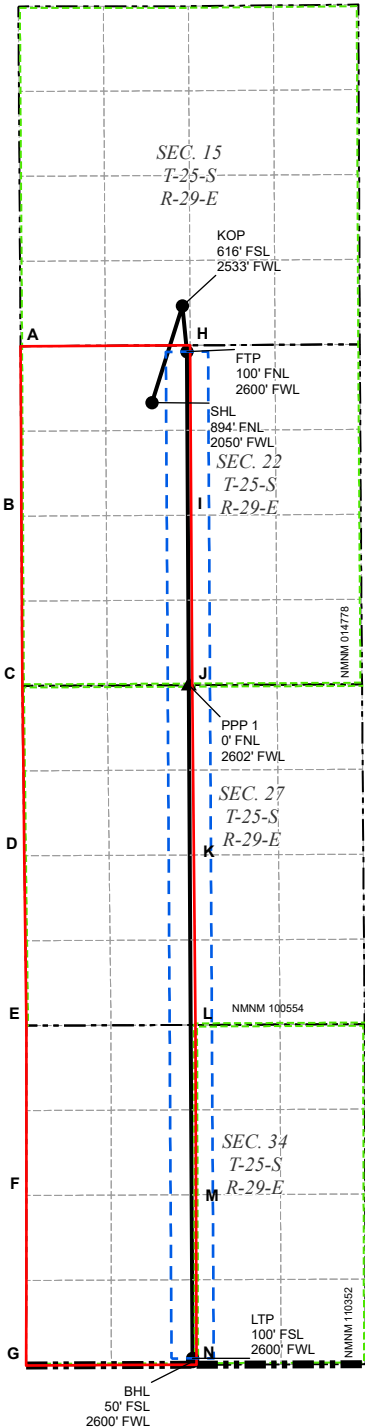 SEC. 15
T-25-S
R-29-E
KOP
616' FSL
2533' FWL
A
H
FTP
100' FNL
2600' FWL
SHL
894' FNL
2050' FWL
SEC. 22
T-25-S
R-29-E
B
I
NMNM 014778
C
J
PPP 1
0' FNL
2602' FWL
SEC. 27
T-25-S
R-29-E
D
K
E
L
NMNM 100554
SEC. 34
T-25-S
R-29-E
F
M
NMNM 110352
LTP
100' FSL
2600' FWL
G
N
BHL
50' FSL
2600' FWL